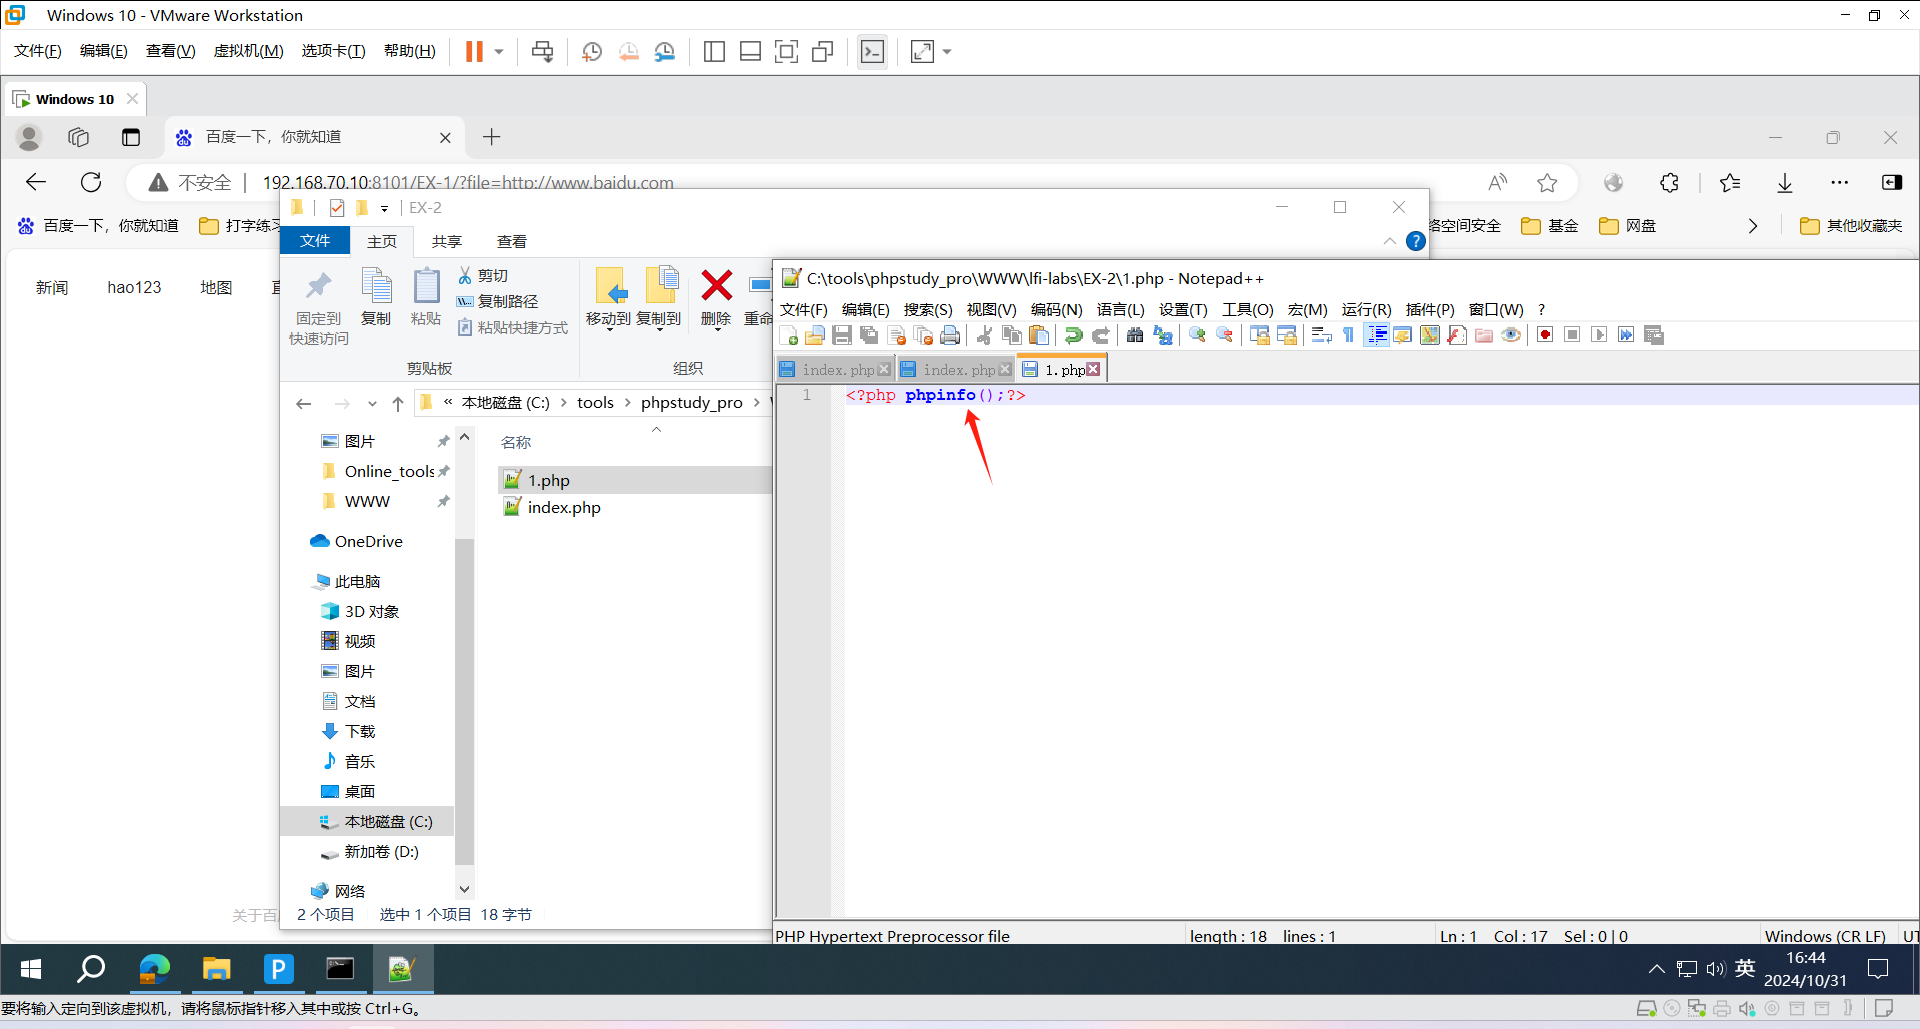 Windows 10 - VMware Workstation
文件(F) 编辑(E) 查看(V) 虚拟机(M) 选项卡(T) 帮助(H)
Windows 10
百度一下，你就知道
不安全 192.168.70.10:8101/EX-1/?file=http://www.baidu.com
百度一下，你就知道 打字练习 络空间安全 基金 网盘 其他收藏夹
新闻 hao123 地图
EX-2
文件 主页 共享 查看
固定到快速访问
复制
粘贴
剪切
复制路径
粘贴快捷方式
移动到 复制到 删除 重命
剪贴板 组织
« 本地磁盘 (C:) › tools › phpstudy_pro ›
名称
1.php
index.php
图片
Online_tools
WWW
OneDrive
此电脑
3D 对象
视频
图片
文档
下载
音乐
桌面
本地磁盘 (C:)
新加卷 (D:)
网络
关于百
2 个项目 选中 1 个项目 18 字节
C:\tools\phpstudy_pro\WWW\lfi-labs\EX-2\1.php - Notepad++
文件(F) 编辑(E) 搜索(S) 视图(V) 编码(N) 语言(L) 设置(T) 工具(O) 宏(M) 运行(R) 插件(P) 窗口(W) ?
index.php index.php 1.php
1 <?php phpinfo();?>
PHP Hypertext Preprocessor file length : 18 lines : 1 Ln : 1 Col : 17 Sel : 0 | 0 Windows (CR LF) UT
英
16:44
2024/10/31
要将输入定向到该虚拟机，请将鼠标指针移入其中或按 Ctrl+G。